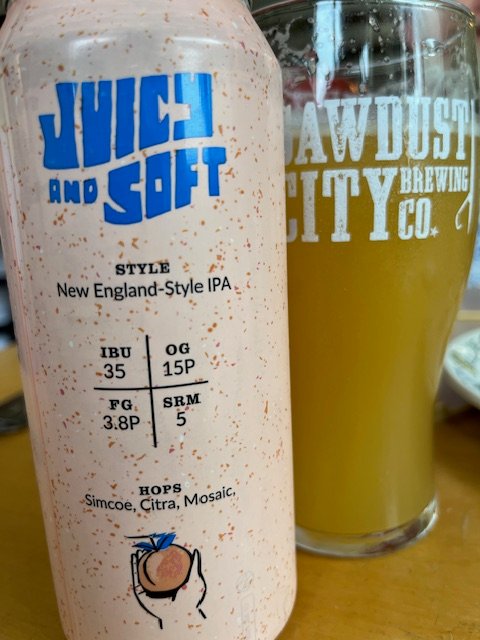 JUICY
AND SOFT
STYLE
New England-Style IPA
IBU
35
OG
15P
FG
3.8P
SRM
5
HOPS
Simcoe, Citra, Mosaic,
SAWDUST
CITY BREWING CO.